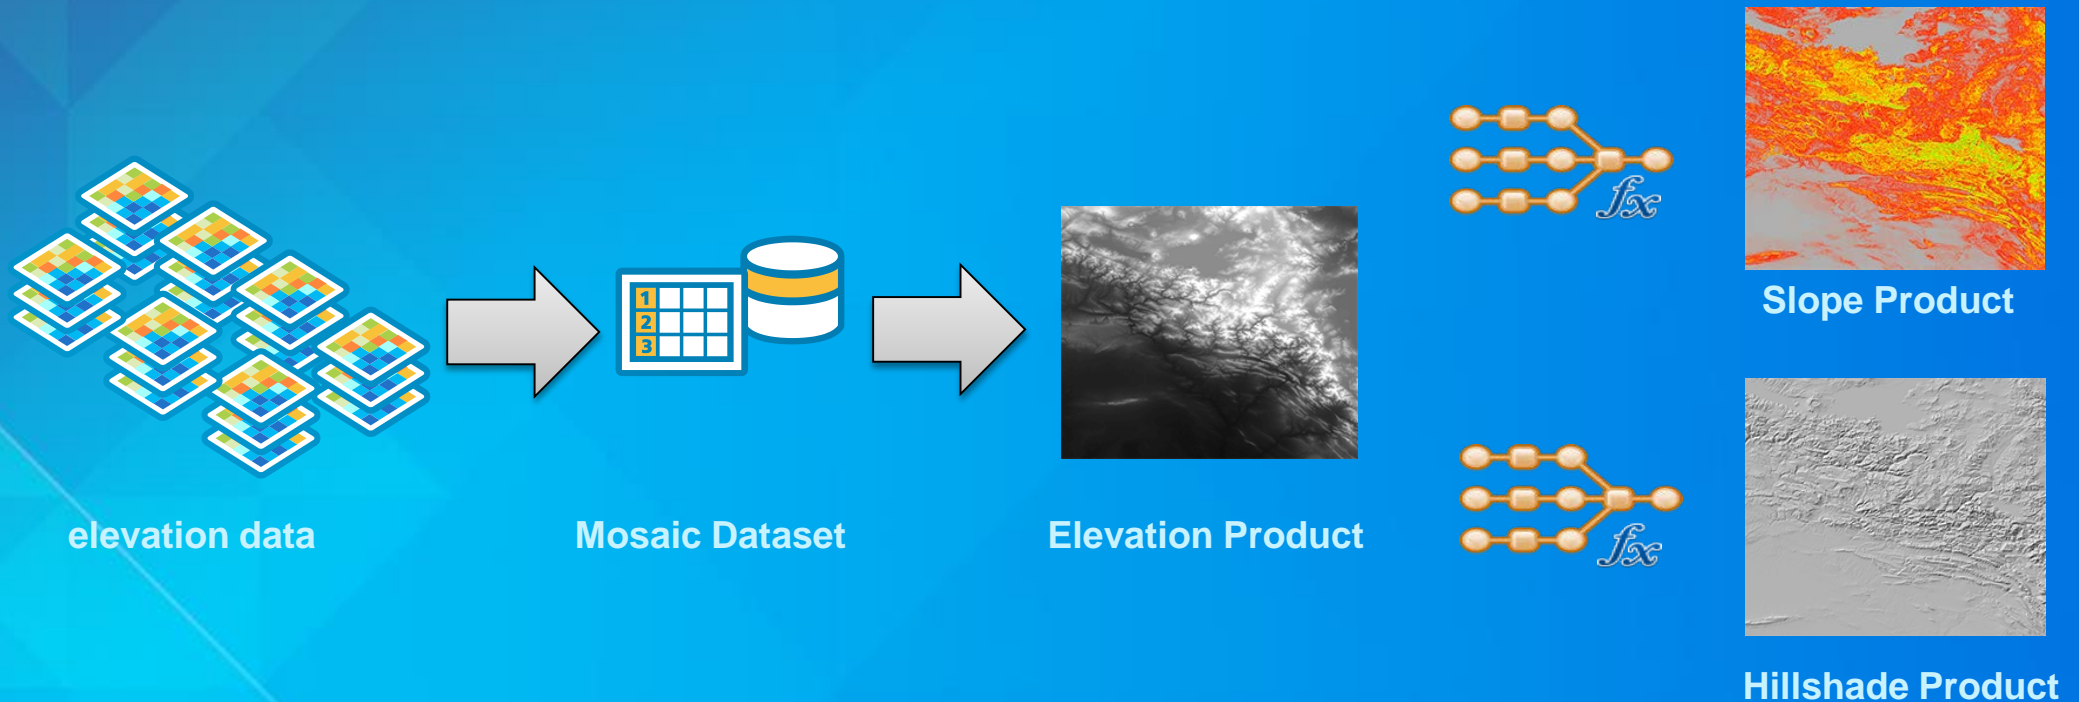 elevation data
1
2
3
Mosaic Dataset
Elevation Product
fx
Slope Product
fx
Hillshade Product